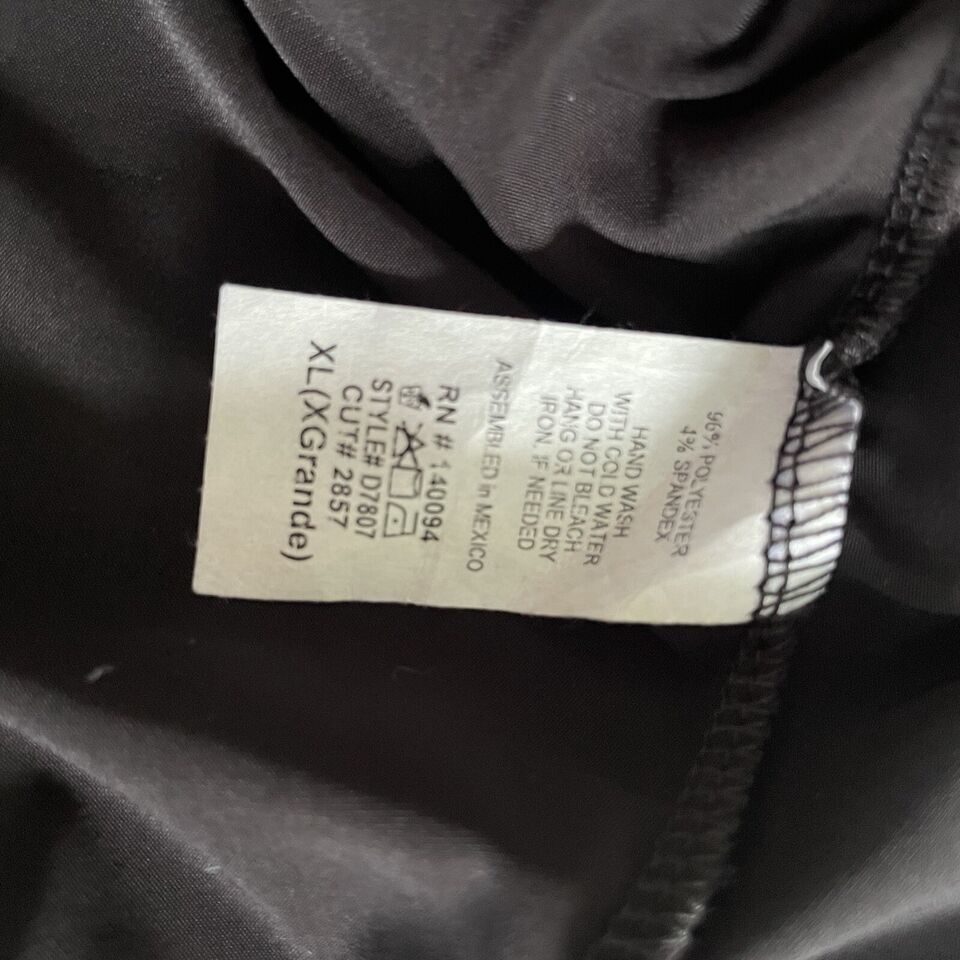 96% POLYESTER
4% SPANDEX
HAND WASH
WITH COLD WATER
DO NOT BLEACH
HANG OR LINE DRY
IRON IF NEEDED
ASSEMBLED in MEXICO
RN # 140094
STYLE# D7807
CUT# 2857
XL(XGrande)